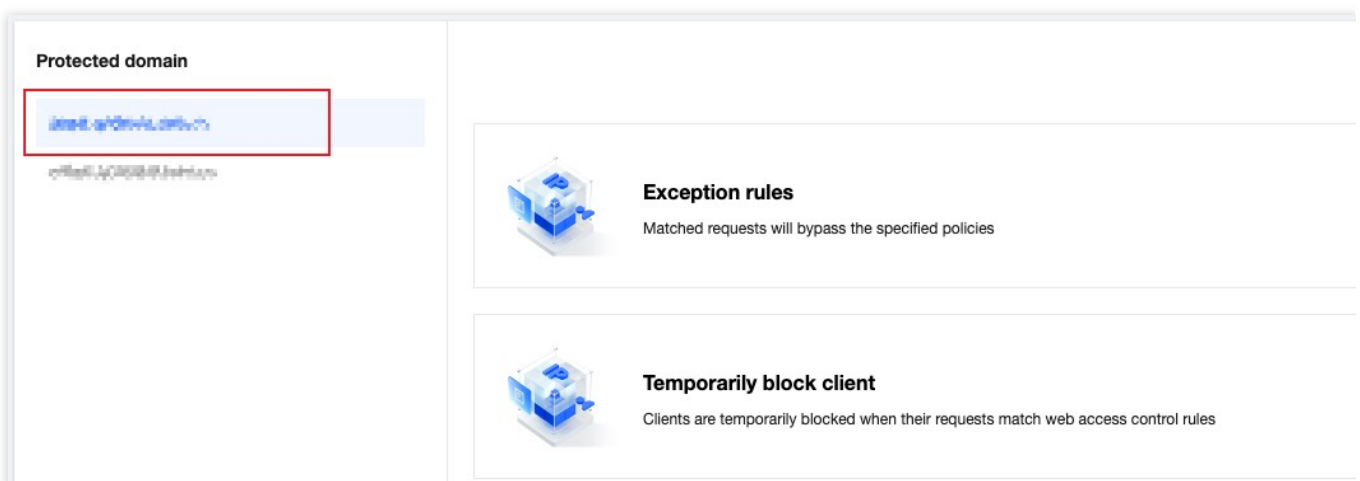 Protected domain
Exception rules
Matched requests will bypass the specified policies
Temporarily block client
Clients are temporarily blocked when their requests match web access control rules